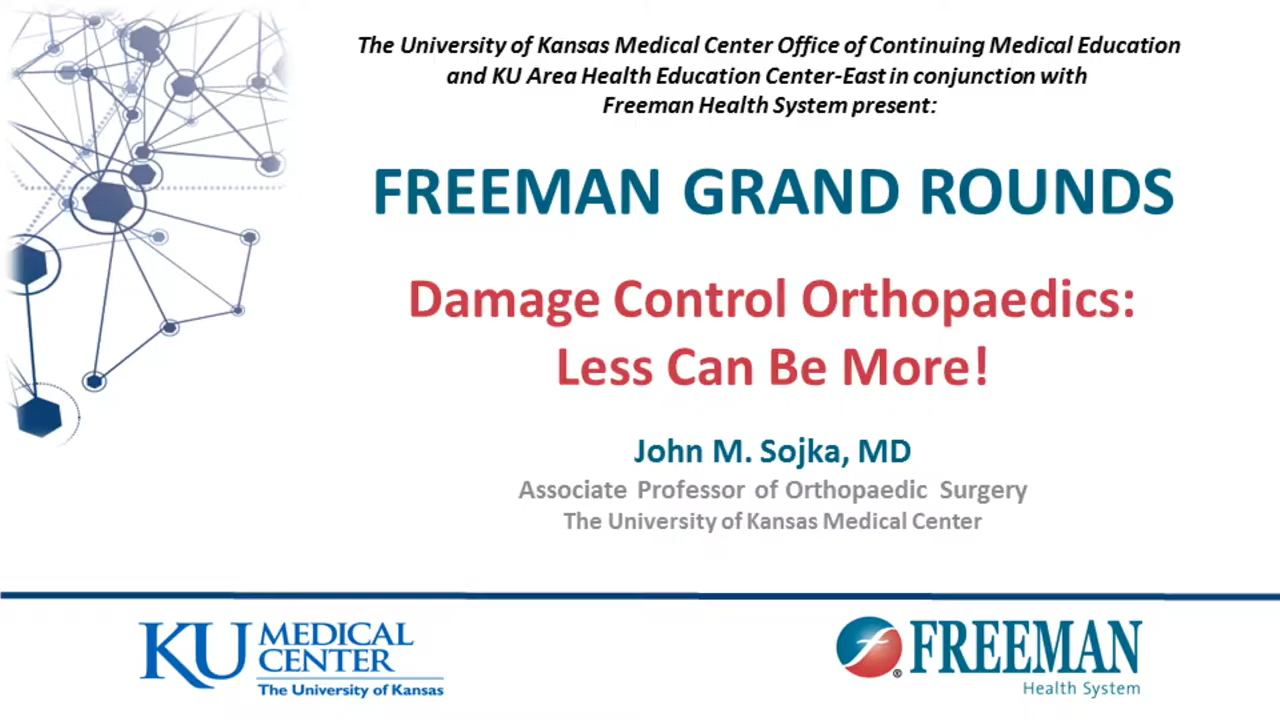 The University of Kansas Medical Center Office of Continuing Medical Education
and KU Area Health Education Center-East in conjunction with
Freeman Health System present:
FREEMAN GRAND ROUNDS
Damage Control Orthopaedics:
Less Can Be More!
John M. Sojka, MD
Associate Professor of Orthopaedic Surgery
The University of Kansas Medical Center
KU MEDICAL
CENTER
The University of Kansas
® FREEMAN
Health System